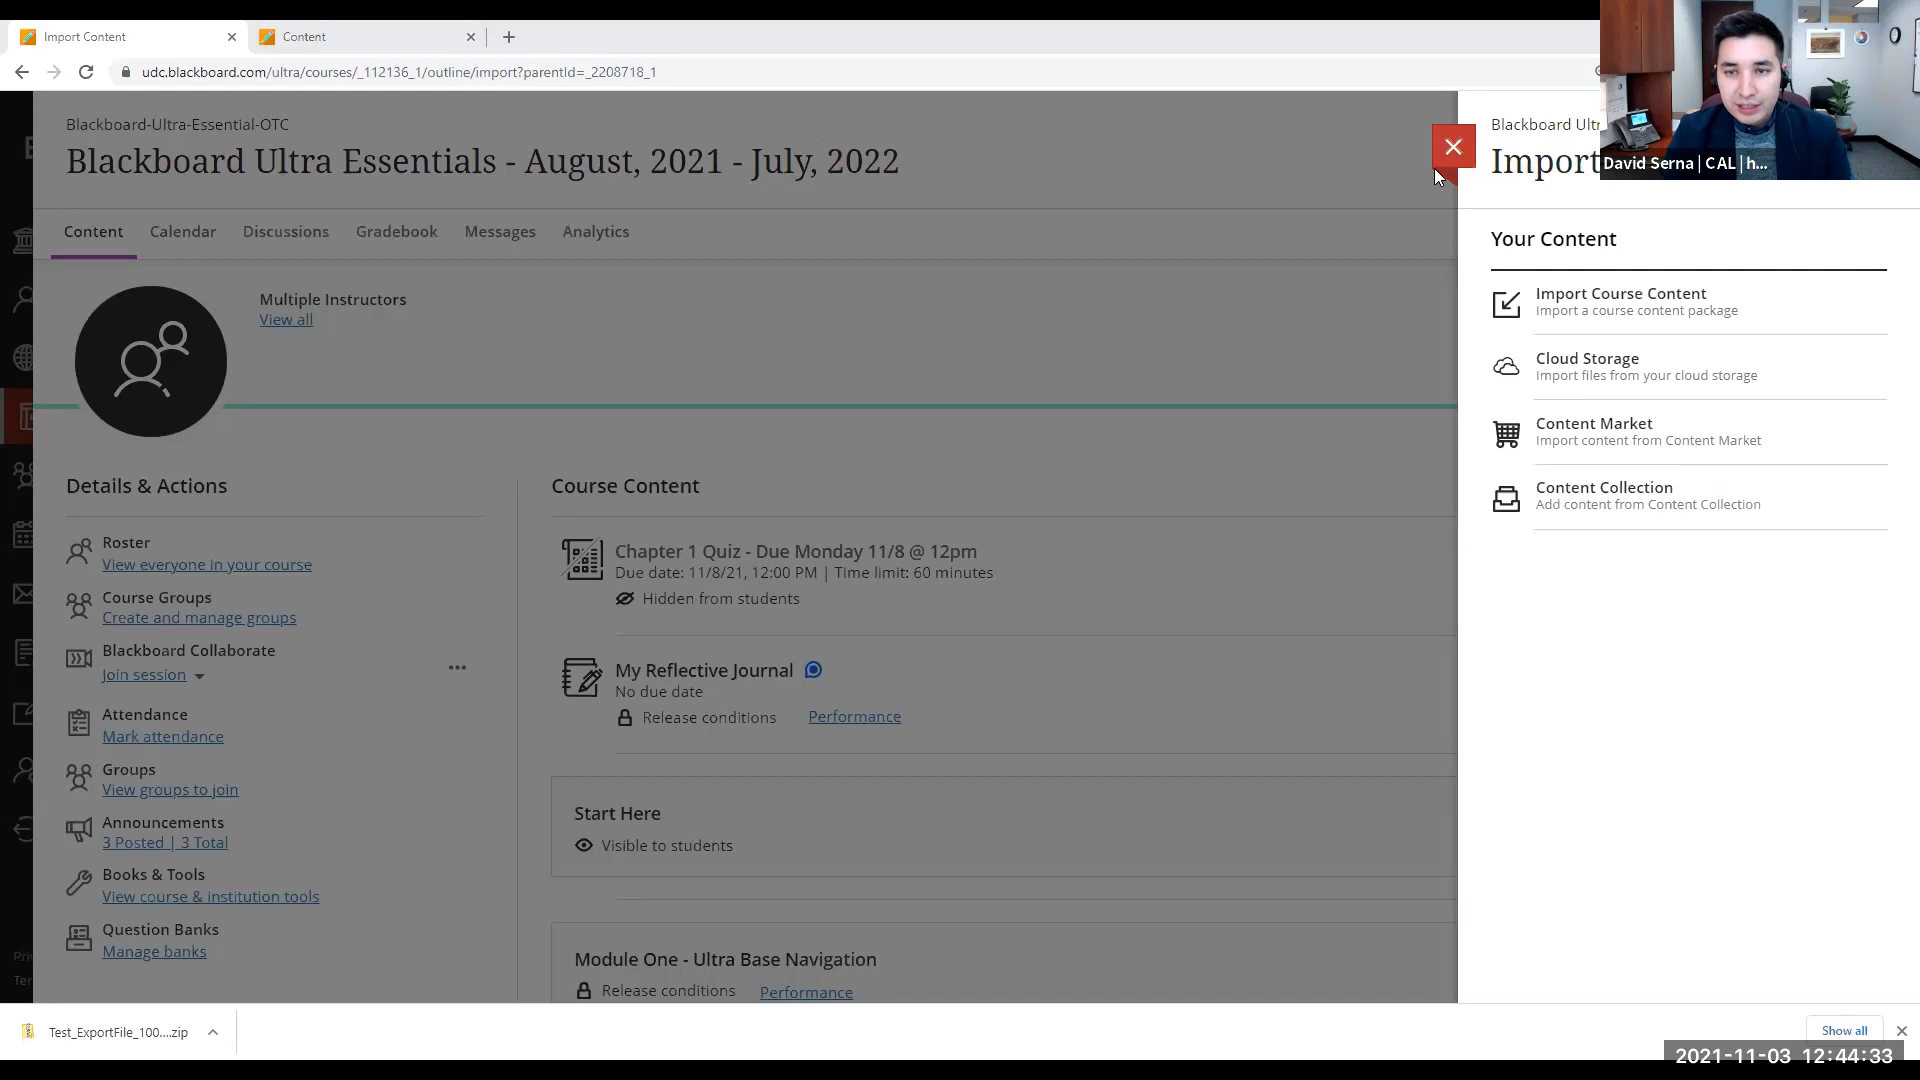 Import Content
Content
udc.blackboard.com/ultra/courses/_112136_1/outline/import?parentId=_2208718_1
Blackboard-Ultra-Essential-OTC
Blackboard Ultra Essentials - August, 2021 - July, 2022
Content
Calendar
Discussions
Gradebook
Messages
Analytics
Multiple Instructors
View all
Details & Actions
Roster
View everyone in your course
Course Groups
Create and manage groups
Blackboard Collaborate
Join session
Attendance
Mark attendance
Groups
View groups to join
Announcements
3 Posted | 3 Total
Books & Tools
View course & institution tools
Question Banks
Manage banks
Course Content
Chapter 1 Quiz - Due Monday 11/8 @ 12pm
Due date: 11/8/21, 12:00 PM | Time limit: 60 minutes
Hidden from students
My Reflective Journal
No due date
Release conditions Performance
Start Here
Visible to students
Module One - Ultra Base Navigation
Release conditions Performance
Blackboard Ult
Import
David Serna | CAL | h...
Your Content
Import Course Content
Import a course content package
Cloud Storage
Import files from your cloud storage
Content Market
Import content from Content Market
Content Collection
Add content from Content Collection
Test_ExportFile_100....zip
Show all
2021-11-03 12:44:33